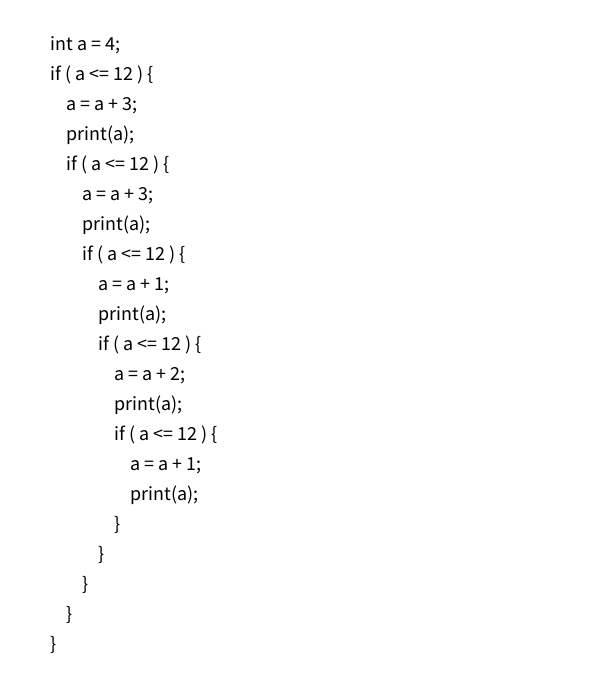 int a = 4;
if ( a <= 12 ) {
    a = a + 3;
    print(a);
    if ( a <= 12 ) {
        a = a + 3;
        print(a);
        if ( a <= 12 ) {
            a = a + 1;
            print(a);
            if ( a <= 12 ) {
                a = a + 2;
                print(a);
                if ( a <= 12 ) {
                    a = a + 1;
                    print(a);
                }
            }
        }
    }
}